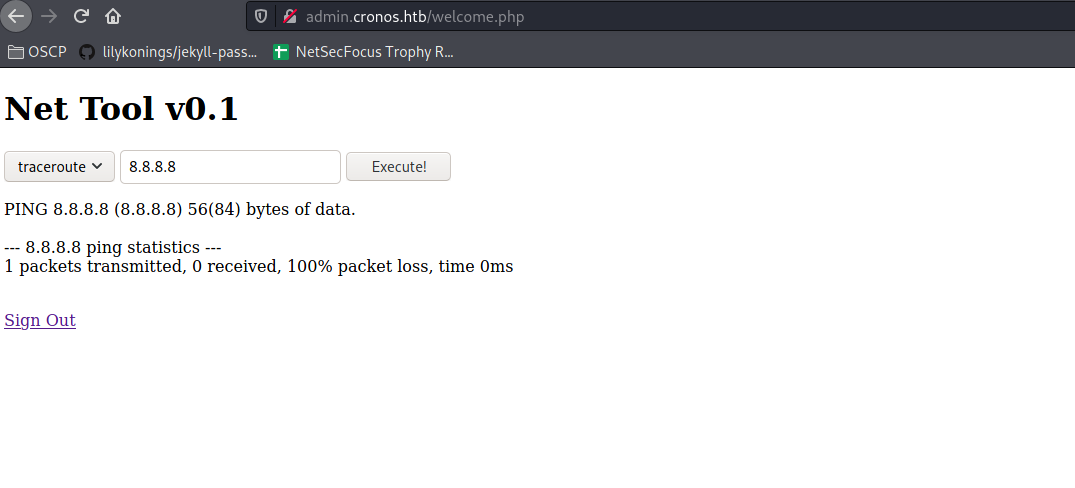 admin.cronos.htb/welcome.php
OSCP lilykonings/jekyll-pass... NetSecFocus Trophy R...
Net Tool v0.1
traceroute 8.8.8.8 Execute!
PING 8.8.8.8 (8.8.8.8) 56(84) bytes of data.
--- 8.8.8.8 ping statistics ---
1 packets transmitted, 0 received, 100% packet loss, time 0ms
Sign Out